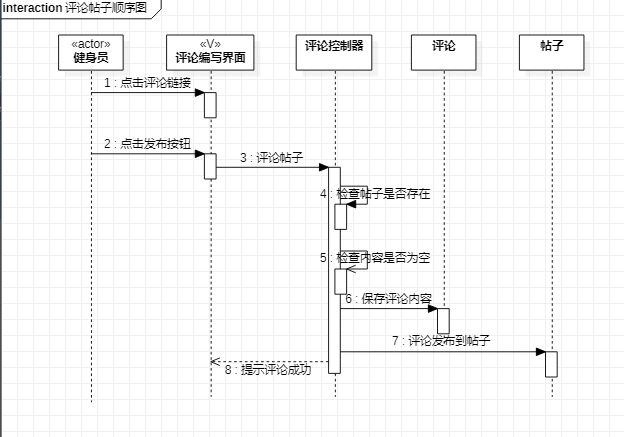 interaction 评论帖子顺序图
«actor»
健身员
«V»
评论编写界面
评论控制器
评论
帖子
1 : 点击评论链接
2 : 点击发布按钮
3 : 评论帖子
4 : 检查帖子是否存在
5 : 检查内容是否为空
6 : 保存评论内容
7 : 评论发布到帖子
8 : 提示评论成功